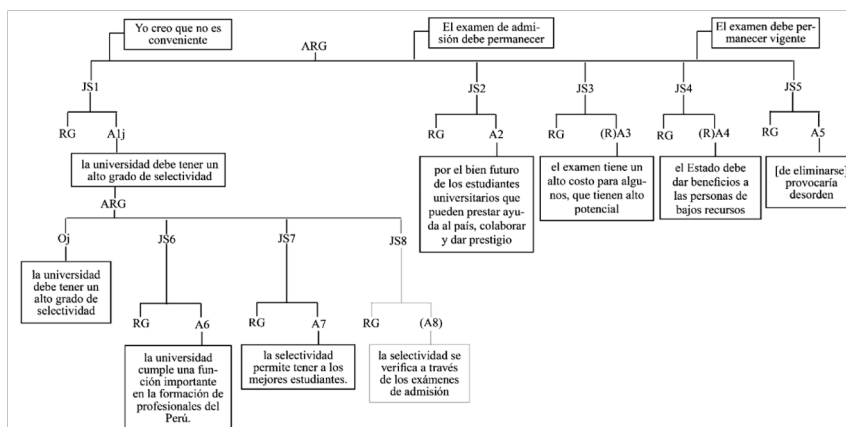 Yo creo que no es
conveniente
El examen de admi-
sión debe permanecer
El examen debe per-
manecer vigente
ARG
JS1
JS2
JS3
JS4
JS5
RG
A1j
RG
A2
RG
(R)A3
RG
(R)A4
RG
A5
la universidad debe tener un
alto grado de selectividad
por el bien futuro
de los estudiantes
universitarios que
pueden prestar ayu-
da al país, colaborar
y dar prestigio
el examen tiene un
alto costo para algu-
nos, que tienen alto
potencial
el Estado debe
dar beneficios a
las personas de
bajos recursos
[de eliminarse]
provocaría
desorden
ARG
Oj
JS6
JS7
JS8
la universidad
debe tener un
alto grado de
selectividad
RG
A6
RG
A7
RG
(A8)
la universidad
cumple una fun-
ción importante
en la formación de
profesionales del
Perú.
la selectividad
permite tener a los
mejores estudiantes.
la selectividad se
verifica a través
de los exámenes
de admisión